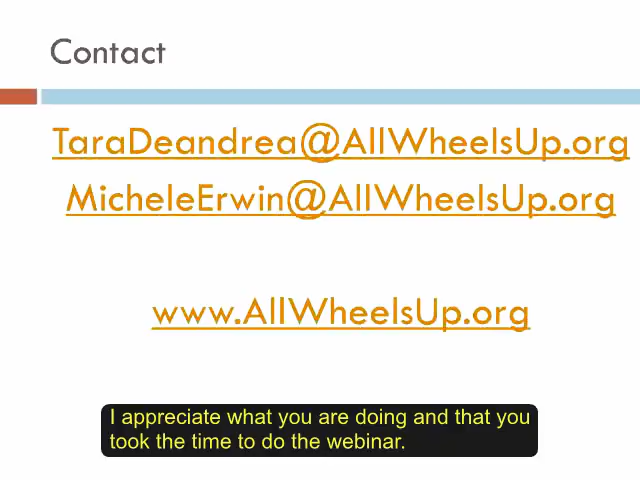 Contact
TaraDeandrea@AllWheelsUp.org
MicheleErwin@AllWheelsUp.org
www.AllWheelsUp.org
I appreciate what you are doing and that you
took the time to do the webinar.